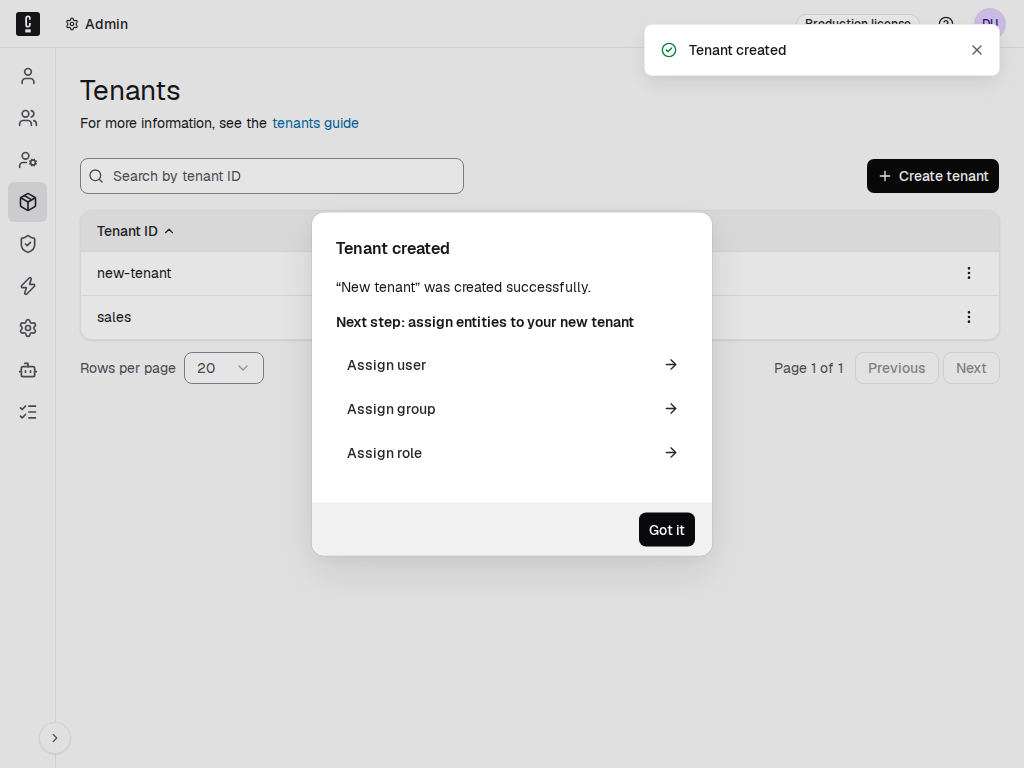 Admin
Production license
DU
Tenant created
Tenants
For more information, see the tenants guide
Search by tenant ID
Create tenant
Tenant ID
new-tenant
sales
Rows per page 20
Page 1 of 1 Previous Next
Tenant created
“New tenant” was created successfully.
Next step: assign entities to your new tenant
Assign user
Assign group
Assign role
Got it